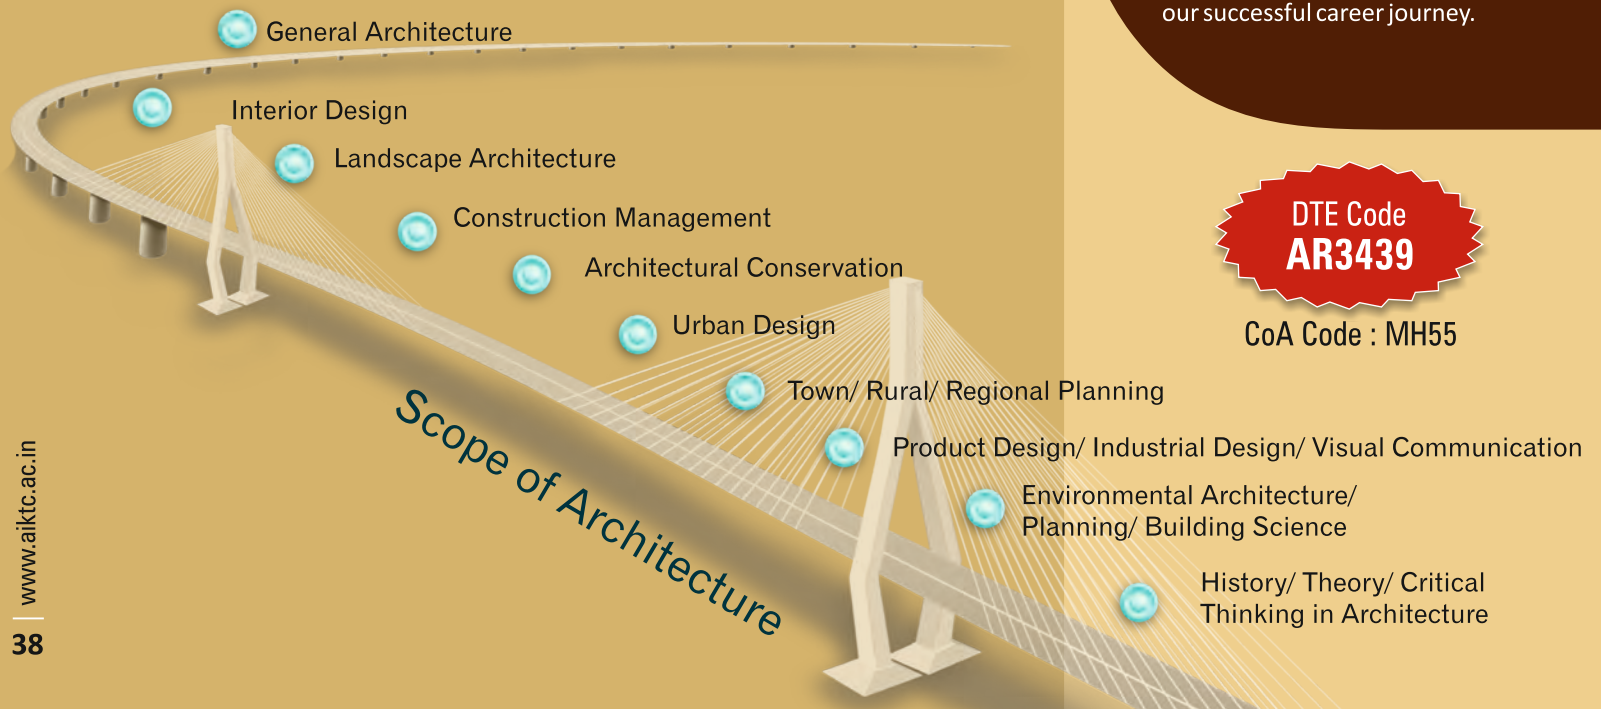 our successful career journey.
General Architecture
Interior Design
Landscape Architecture
Construction Management
Architectural Conservation
Urban Design
Town/ Rural/ Regional Planning
Product Design/ Industrial Design/ Visual Communication
Environmental Architecture/
Planning/ Building Science
History/ Theory/ Critical
Thinking in Architecture
Scope of Architecture
DTE Code
AR3439
CoA Code : MH55
www.aiktc.ac.in
38